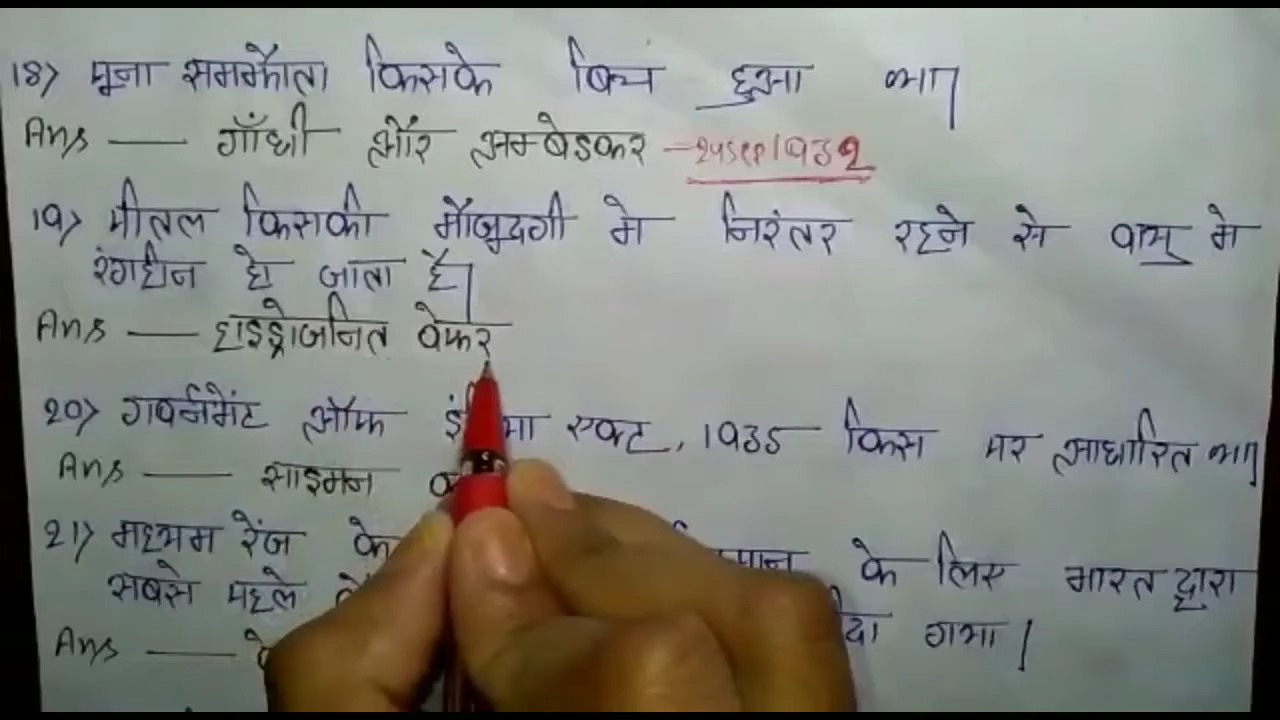 18) पूना समझौता किसके बिच हुआ था।
Ans — गाँधी और अम्बेडकर — 24 Sep 1932
19) पीतल किसकी मौजुदगी मे निरंतर रहने से वायु मे
रंगहीन हो जाता है।
Ans — हाइड्रोजनित वेफर
20) गवर्नमेंट ऑफ एक्ट, 1935 किस पर आधारित था।
Ans — साइमन
21) मध्यम रेंज के के लिए भारत द्वारा
सबसे पहले गया।
Ans —